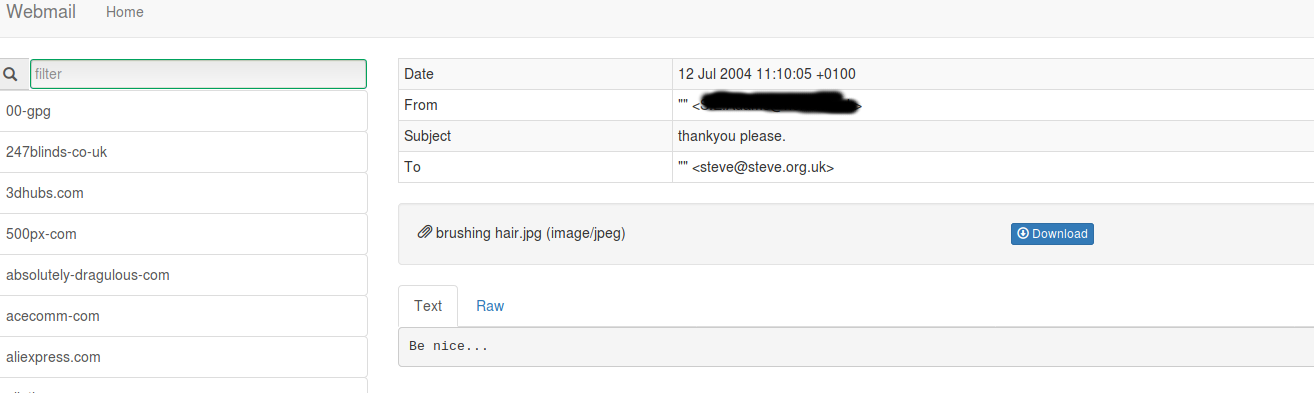 Webmail Home
filter
00-gpg
247blinds-co-uk
3dhubs.com
500px-com
absolutely-dragulous-com
acecomm-com
aliexpress.com
Date 12 Jul 2004 11:10:05 +0100
From "" < >
Subject thankyou please.
To "" <steve@steve.org.uk>
brushing hair.jpg (image/jpeg) Download
Text Raw
Be nice...